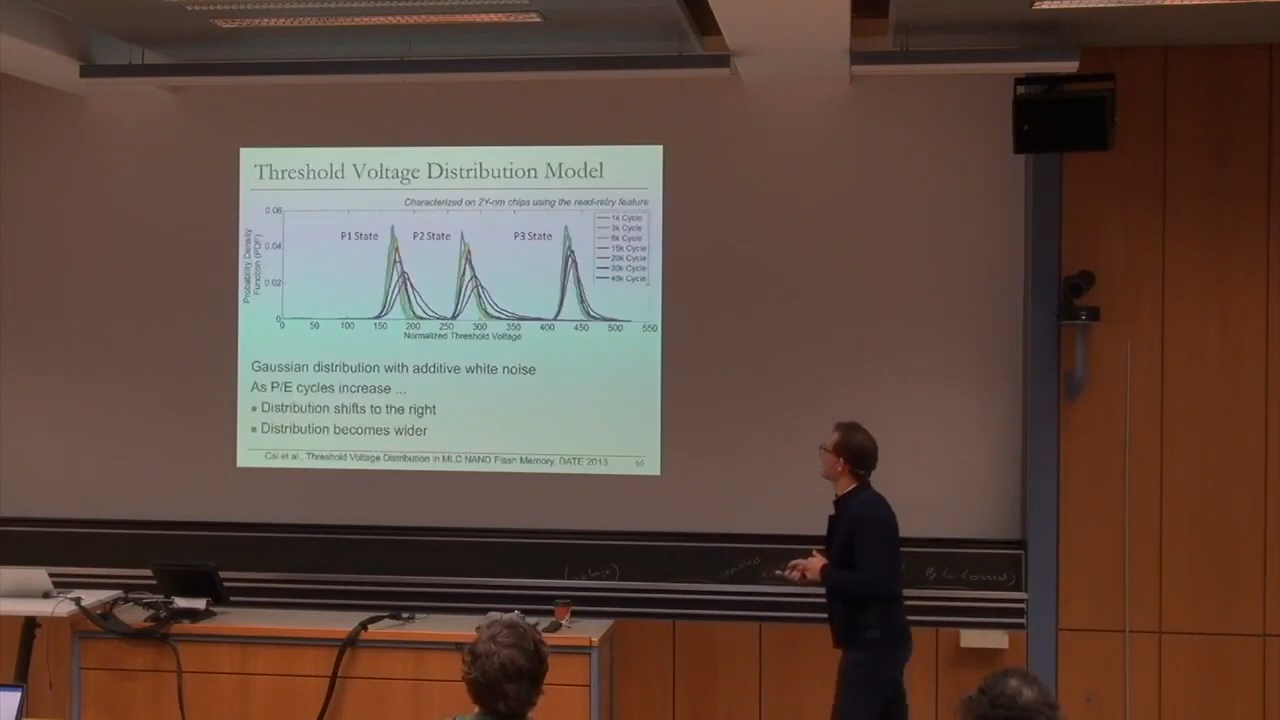 Threshold Voltage Distribution Model
Characterized on 2Y-nm chips using the read-retry feature
Probability Density
Function (PDF)
0.06
0.04
0.02
0
P1 State
P2 State
P3 State
1k Cycle
3k Cycle
6k Cycle
15k Cycle
20k Cycle
30k Cycle
40k Cycle
0 50 100 150 200 250 300 350 400 450 500 550
Normalized Threshold Voltage
Gaussian distribution with additive white noise
As P/E cycles increase ...
▪ Distribution shifts to the right
▪ Distribution becomes wider
Cai et al., Threshold Voltage Distribution in MLC NAND Flash Memory, DATE 2013